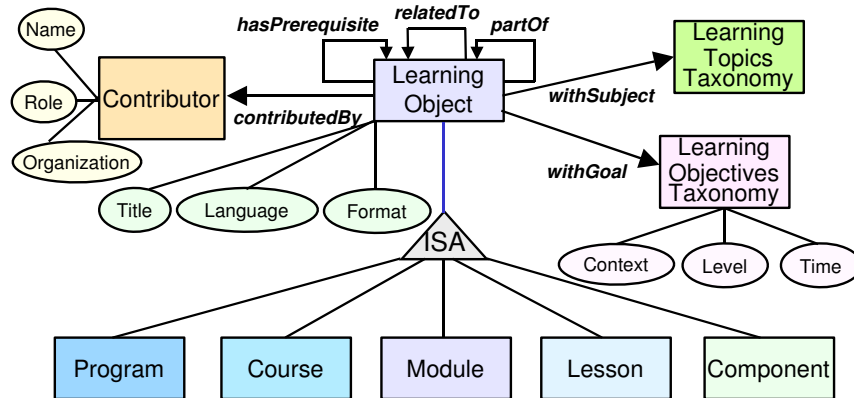 Name
Role
Organization
Contributor
hasPrerequisite
relatedTo
partOf
Learning
Object
contributedBy
withSubject
Learning
Topics
Taxonomy
withGoal
Learning
Objectives
Taxonomy
Title
Language
Format
Context
Level
Time
ISA
Program
Course
Module
Lesson
Component